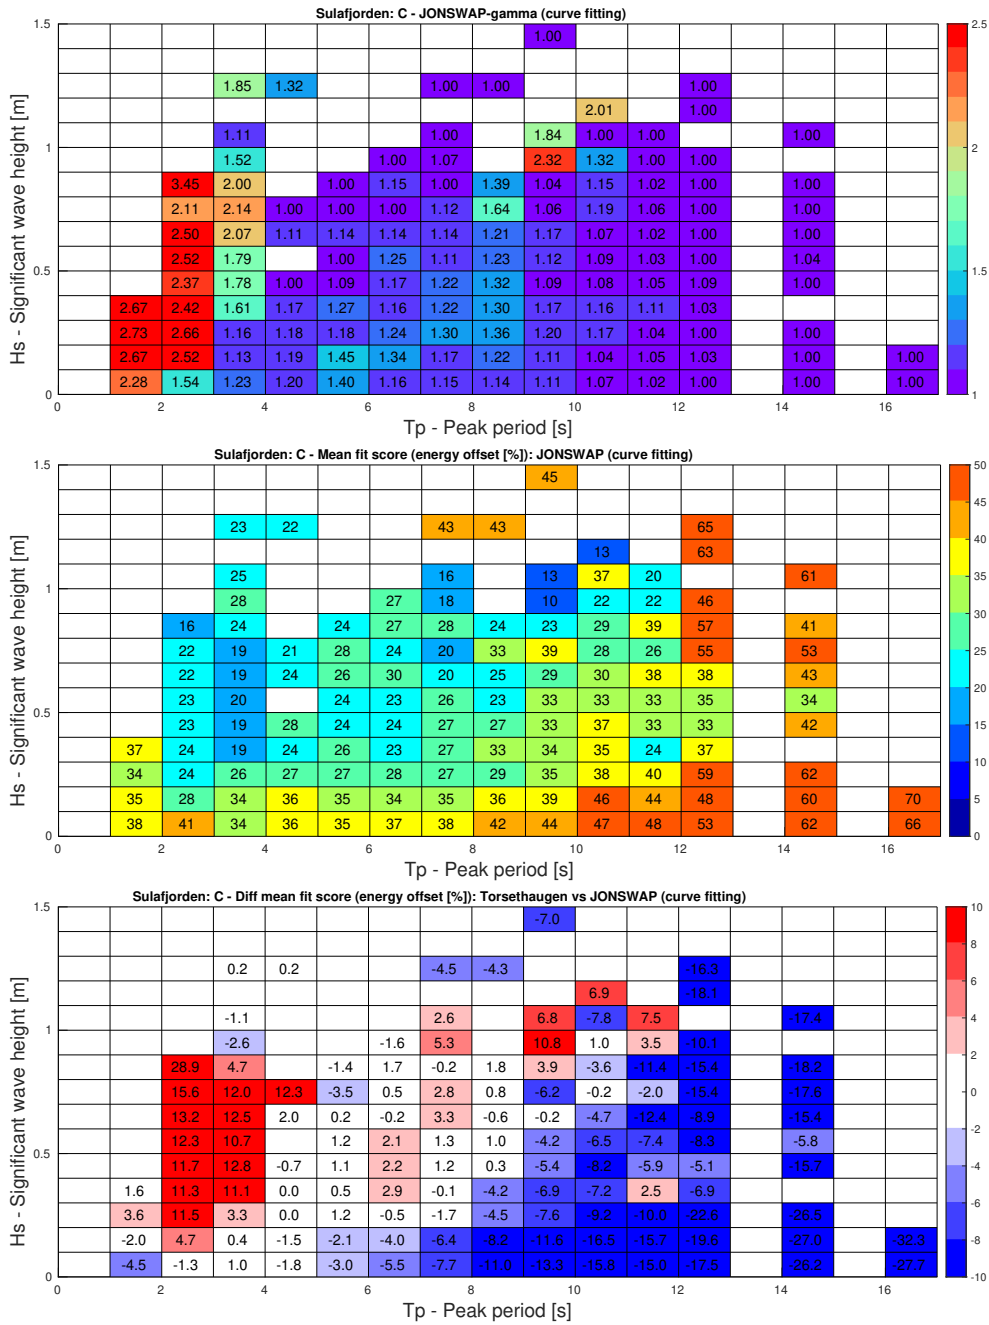 Sulafjorden: C - JONSWAP-gamma (curve fitting)
1.5 1.00 2.5
1.85 1.32 1.00 1.00 1.00
2.01 1.00
1.11 1.00 1.84 1.00 1.00 1.00 2
1 1.52 1.00 1.07 2.32 1.32 1.00 1.00
3.45 2.00 1.00 1.15 1.00 1.39 1.04 1.15 1.02 1.00 1.00
2.11 2.14 1.00 1.00 1.00 1.12 1.64 1.06 1.19 1.06 1.00 1.00
2.50 2.07 1.11 1.14 1.14 1.14 1.21 1.17 1.07 1.02 1.00 1.00
2.52 1.79 1.00 1.25 1.11 1.23 1.12 1.09 1.03 1.00 1.04
0.5 2.37 1.78 1.00 1.09 1.17 1.22 1.32 1.09 1.08 1.05 1.09 1.00 1.5
2.67 2.42 1.61 1.17 1.27 1.16 1.22 1.30 1.17 1.16 1.11 1.03
2.73 2.66 1.16 1.18 1.18 1.24 1.30 1.36 1.20 1.17 1.04 1.00 1.00
2.67 2.52 1.13 1.19 1.45 1.34 1.17 1.22 1.11 1.04 1.05 1.03 1.00 1.00
2.28 1.54 1.23 1.20 1.40 1.16 1.15 1.14 1.11 1.07 1.02 1.00 1.00 1.00
0 1
0 2 4 6 8 10 12 14 16
Hs - Significant wave height [m]
Tp - Peak period [s]
Sulafjorden: C - Mean fit score (energy offset [%]): JONSWAP (curve fitting)
1.5 45 50
23 22 43 43 65 45
13 63 40
25 16 13 37 20 61
1 28 27 18 10 22 22 46 35
16 24 24 27 28 24 23 29 39 57 41 30
22 19 21 28 24 20 33 39 28 26 55 53 25
22 19 24 26 30 20 25 29 30 38 38 43
0.5 23 20 24 23 26 23 33 33 33 35 34 20
23 19 28 24 24 27 27 33 37 33 33 42 15
37 24 19 24 26 23 28 33 34 35 24 37 10
34 24 26 27 27 28 27 29 35 38 40 59 62
35 28 34 36 35 34 35 36 39 46 44 48 60 70 5
38 41 34 36 35 37 38 42 44 47 48 53 62 66
0 0
0 2 4 6 8 10 12 14 16
Hs - Significant wave height [m]
Tp - Peak period [s]
Sulafjorden: C - Diff mean fit score (energy offset [%]): Torsethaugen vs JONSWAP (curve fitting)
1.5 -7.0 10
0.2 0.2 -4.5 -4.3 -16.3 8
6.9 -18.1 6
-1.1 2.6 6.8 -7.8 7.5 -17.4 4
1 -2.6 -1.6 5.3 10.8 1.0 3.5 -10.1
28.9 4.7 -1.4 1.7 -0.2 1.8 3.9 -3.6 -11.4 -15.4 -18.2 2
15.6 12.0 12.3 -3.5 0.5 2.8 0.8 -6.2 -0.2 -2.0 -15.4 -17.6 0
13.2 12.5 2.0 0.2 -0.2 3.3 -0.6 -0.2 -4.7 -12.4 -8.9 -15.4 -2
0.5 12.3 10.7 1.2 2.1 1.3 1.0 -4.2 -6.5 -7.4 -8.3 -5.8
11.7 12.8 -0.7 1.1 2.2 1.2 0.3 -5.4 -8.2 -5.9 -5.1 -15.7 -4
1.6 11.3 11.1 0.0 0.5 2.9 -0.1 -4.2 -6.9 -7.2 2.5 -6.9
3.6 11.5 3.3 0.0 1.2 -0.5 -1.7 -4.5 -7.6 -9.2 -10.0 -22.6 -26.5 -6
-2.0 4.7 0.4 -1.5 -2.1 -4.0 -6.4 -8.2 -11.6 -16.5 -15.7 -19.6 -27.0 -32.3 -8
-4.5 -1.3 1.0 -1.8 -3.0 -5.5 -7.7 -11.0 -13.3 -15.8 -15.0 -17.5 -26.2 -27.7
0 -10
0 2 4 6 8 10 12 14 16
Hs - Significant wave height [m]
Tp - Peak period [s]